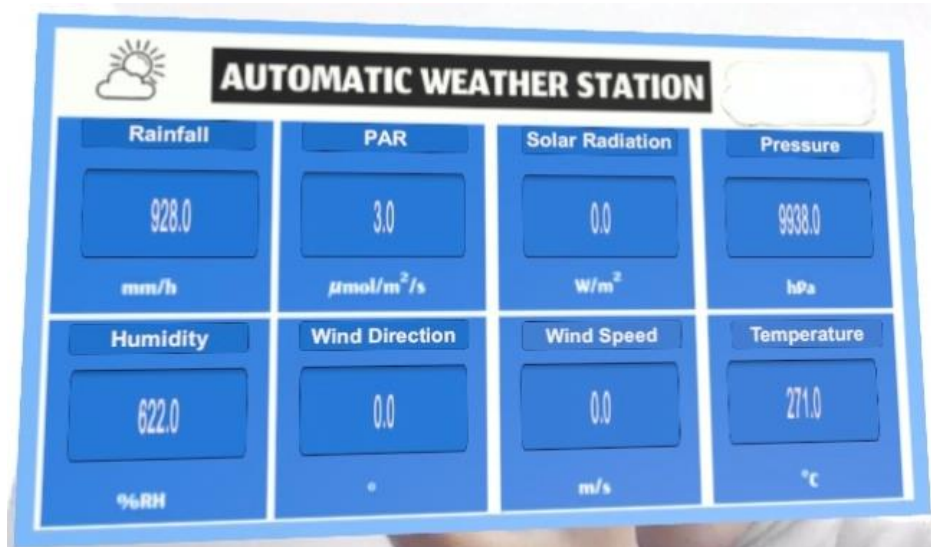 AUTOMATIC WEATHER STATION
Rainfall
928.0
mm/h
PAR
3.0
µmol/m²/s
Solar Radiation
0.0
W/m²
Pressure
9938.0
hPa
Humidity
622.0
%RH
Wind Direction
0.0
°
Wind Speed
0.0
m/s
Temperature
271.0
°C